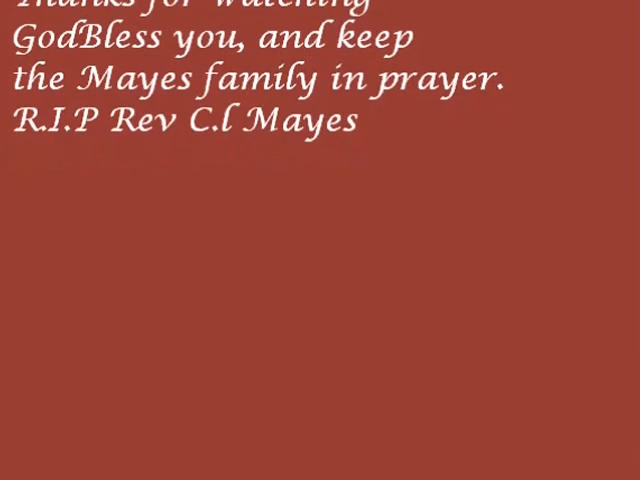 Thanks for watching
GodBless you, and keep
the Mayes family in prayer.
R.I.P Rev C.l Mayes